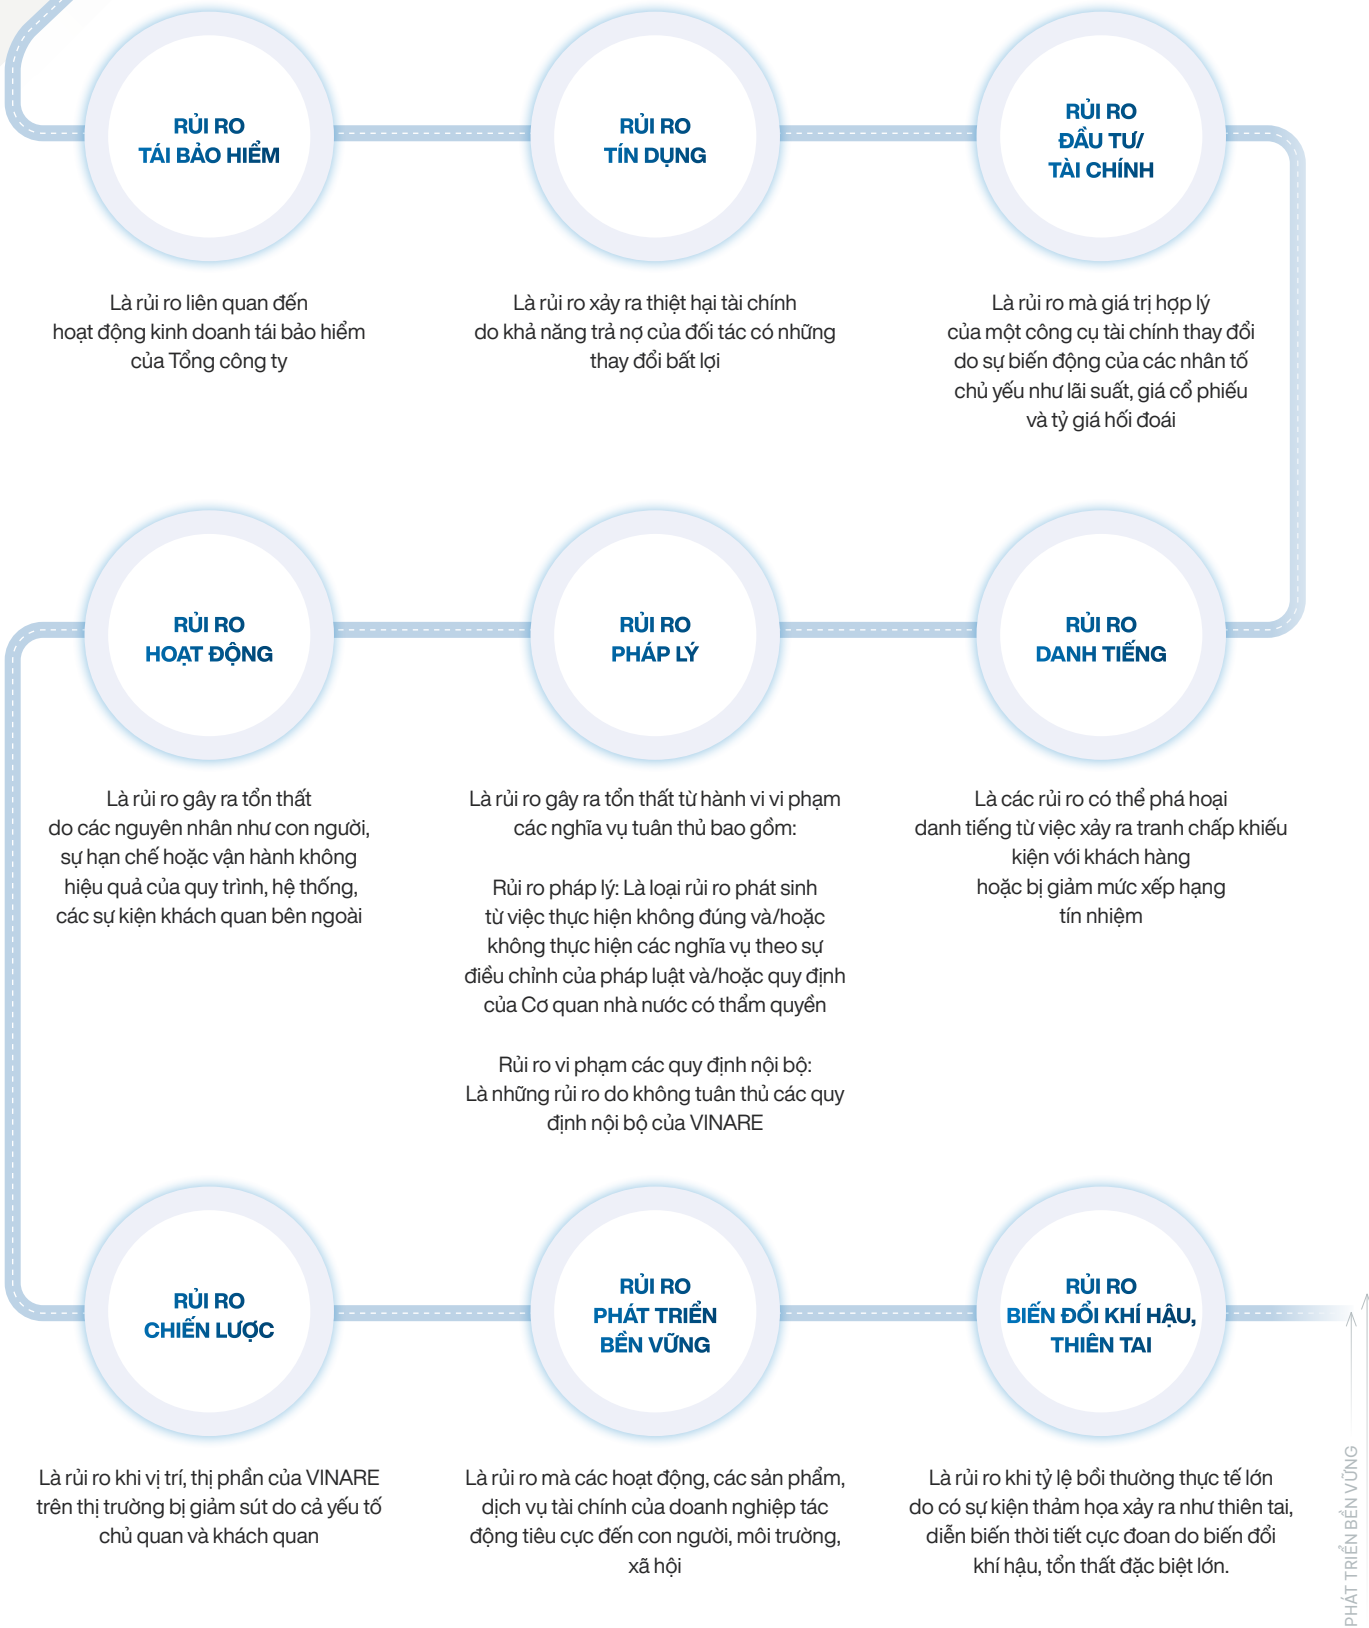 RỦI RO
TÁI BẢO HIỂM
Là rủi ro liên quan đến
hoạt động kinh doanh tái bảo hiểm
của Tổng công ty
RỦI RO
TÍN DỤNG
Là rủi ro xảy ra thiệt hại tài chính
do khả năng trả nợ của đối tác có những
thay đổi bất lợi
RỦI RO
ĐẦU TƯ/
TÀI CHÍNH
Là rủi ro mà giá trị hợp lý
của một công cụ tài chính thay đổi
do sự biến động của các nhân tố
chủ yếu như lãi suất, giá cổ phiếu
và tỷ giá hối đoái
RỦI RO
HOẠT ĐỘNG
Là rủi ro gây ra tổn thất
do các nguyên nhân như con người,
sự hạn chế hoặc vận hành không
hiệu quả của quy trình, hệ thống,
các sự kiện khách quan bên ngoài
RỦI RO
PHÁP LÝ
Là rủi ro gây ra tổn thất từ hành vi vi phạm
các nghĩa vụ tuân thủ bao gồm:
Rủi ro pháp lý: Là loại rủi ro phát sinh
từ việc thực hiện không đúng và/hoặc
không thực hiện các nghĩa vụ theo sự
điều chỉnh của pháp luật và/hoặc quy định
của Cơ quan nhà nước có thẩm quyền
Rủi ro vi phạm các quy định nội bộ:
Là những rủi ro do không tuân thủ các quy
định nội bộ của VINARE
RỦI RO
DANH TIẾNG
Là các rủi ro có thể phá hoại
danh tiếng từ việc xảy ra tranh chấp khiếu
kiện với khách hàng
hoặc bị giảm mức xếp hạng
tín nhiệm
RỦI RO
CHIẾN LƯỢC
Là rủi ro khi vị trí, thị phần của VINARE
trên thị trường bị giảm sút do cả yếu tố
chủ quan và khách quan
RỦI RO
PHÁT TRIỂN
BỀN VỮNG
Là rủi ro mà các hoạt động, các sản phẩm,
dịch vụ tài chính của doanh nghiệp tác
động tiêu cực đến con người, môi trường,
xã hội
RỦI RO
BIẾN ĐỔI KHÍ HẬU,
THIÊN TAI
Là rủi ro khi tỷ lệ bồi thường thực tế lớn
do có sự kiện thảm họa xảy ra như thiên tai,
diễn biến thời tiết cực đoan do biến đổi
khí hậu, tổn thất đặc biệt lớn.
PHÁT TRIỂN BỀN VỮNG